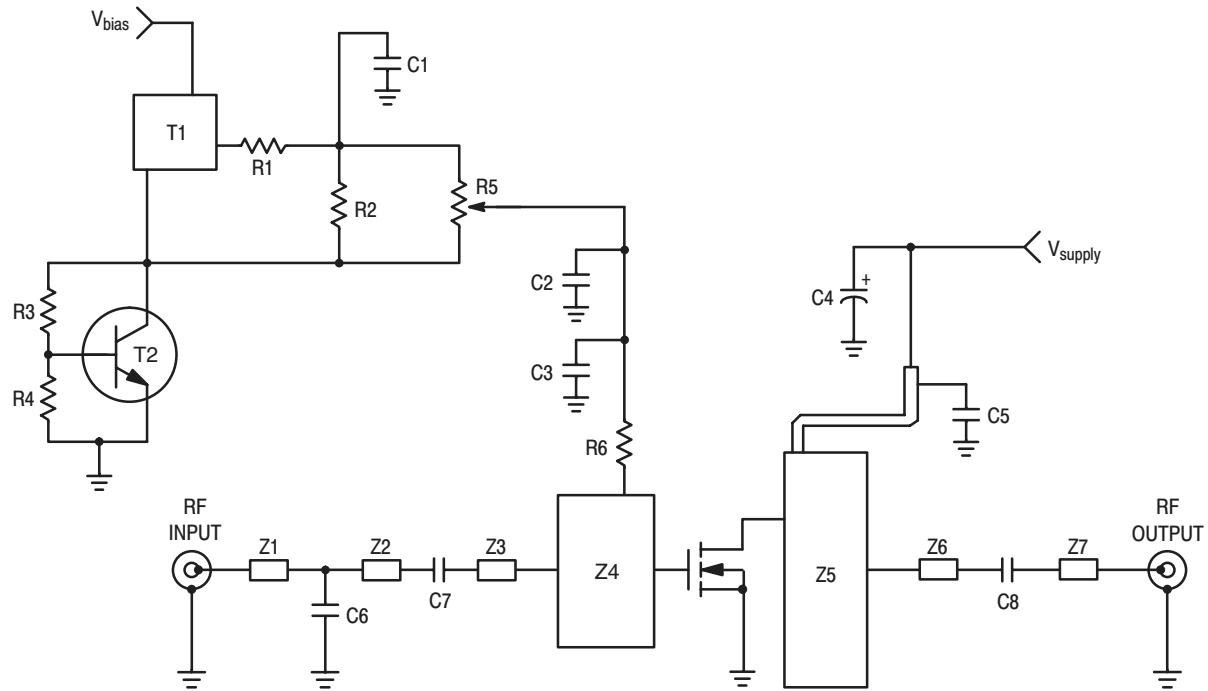 Vbias
C1
T1
R1
R2
R5
Vsupply
C2
C4
+
R3
T2
C3
R4
C5
R6
RF
INPUT
Z1
Z2
Z3
C7
C6
Z4
Z5
Z6
C8
Z7
RF
OUTPUT